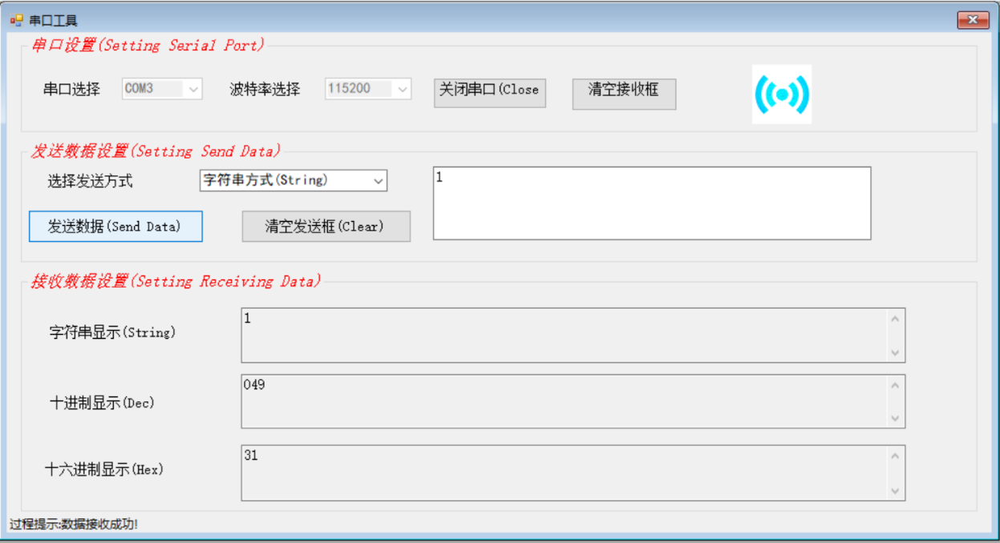 串口工具
串口设置(Setting Serial Port)
串口选择 COM3 波特率选择 115200 关闭串口(Close 清空接收框
发送数据设置(Setting Send Data)
选择发送方式 字符串方式(String) 1
发送数据(Send Data) 清空发送框(Clear)
接收数据设置(Setting Receiving Data)
字符串显示(String) 1
十进制显示(Dec) 049
十六进制显示(Hex) 31
过程提示:数据接收成功!